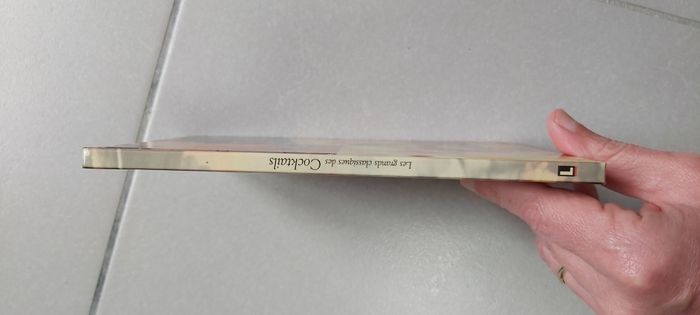 Les grands classiques des Cocktails
L